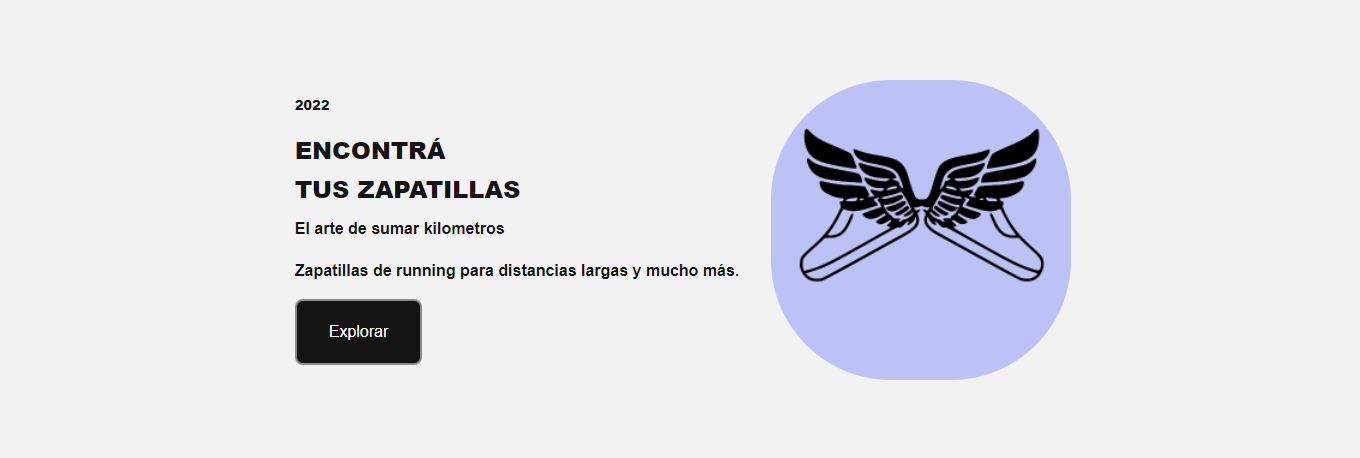 2022
ENCONTRÁ
TUS ZAPATILLAS
El arte de sumar kilometros
Zapatillas de running para distancias largas y mucho más.
Explorar